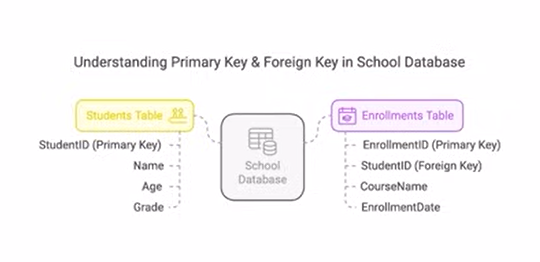 Understanding Primary Key & Foreign Key in School Database
Students Table
StudentID (Primary Key)
Name
Age
Grade
School
Database
Enrollments Table
EnrollmentID (Primary Key)
StudentID (Foreign Key)
CourseName
EnrollmentDate